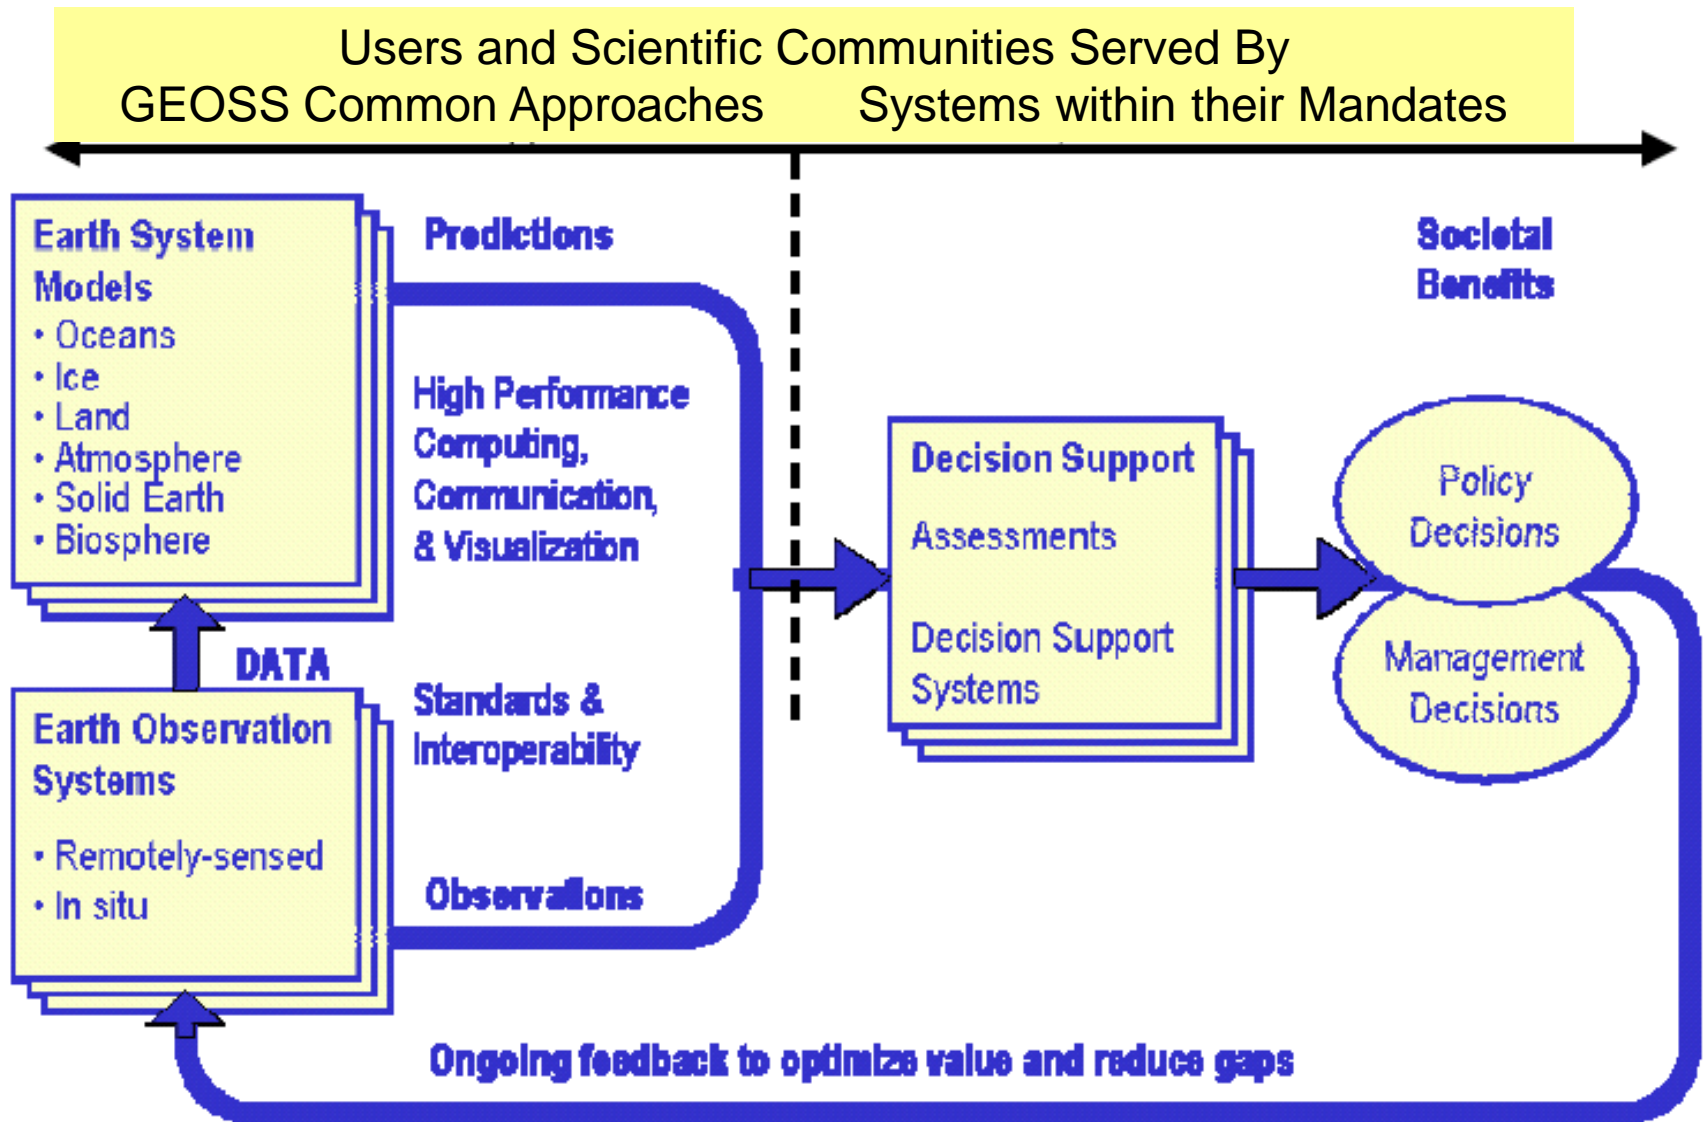 Users and Scientific Communities Served By
GEOSS Common Approaches Systems within their Mandates
Earth System
Models
• Oceans
• Ice
• Land
• Atmosphere
• Solid Earth
• Biosphere
Predictions
High Performance
Computing,
Communication,
& Visualization
Standards &
Interoperability
Observations
DATA
Earth Observation
Systems
• Remotely-sensed
• In situ
Decision Support
Assessments
Decision Support
Systems
Societal
Benefits
Policy
Decisions
Management
Decisions
Ongoing feedback to optimize value and reduce gaps